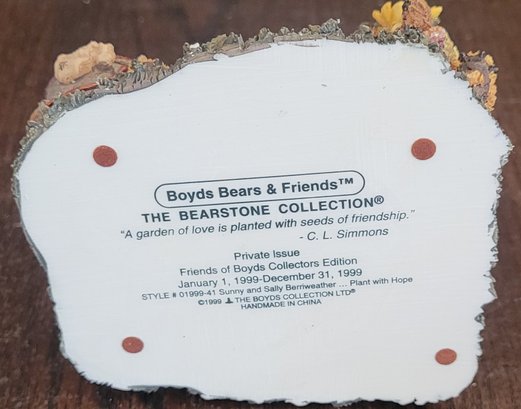 Boyds Bears & Friends™
THE BEARSTONE COLLECTION®
"A garden of love is planted with seeds of friendship."
- C. L. Simmons
Private Issue
Friends of Boyds Collectors Edition
January 1, 1999-December 31, 1999
STYLE # 01999-41 Sunny and Sally Berriweather ... Plant with Hope
©1999 THE BOYDS COLLECTION LTD®
HANDMADE IN CHINA